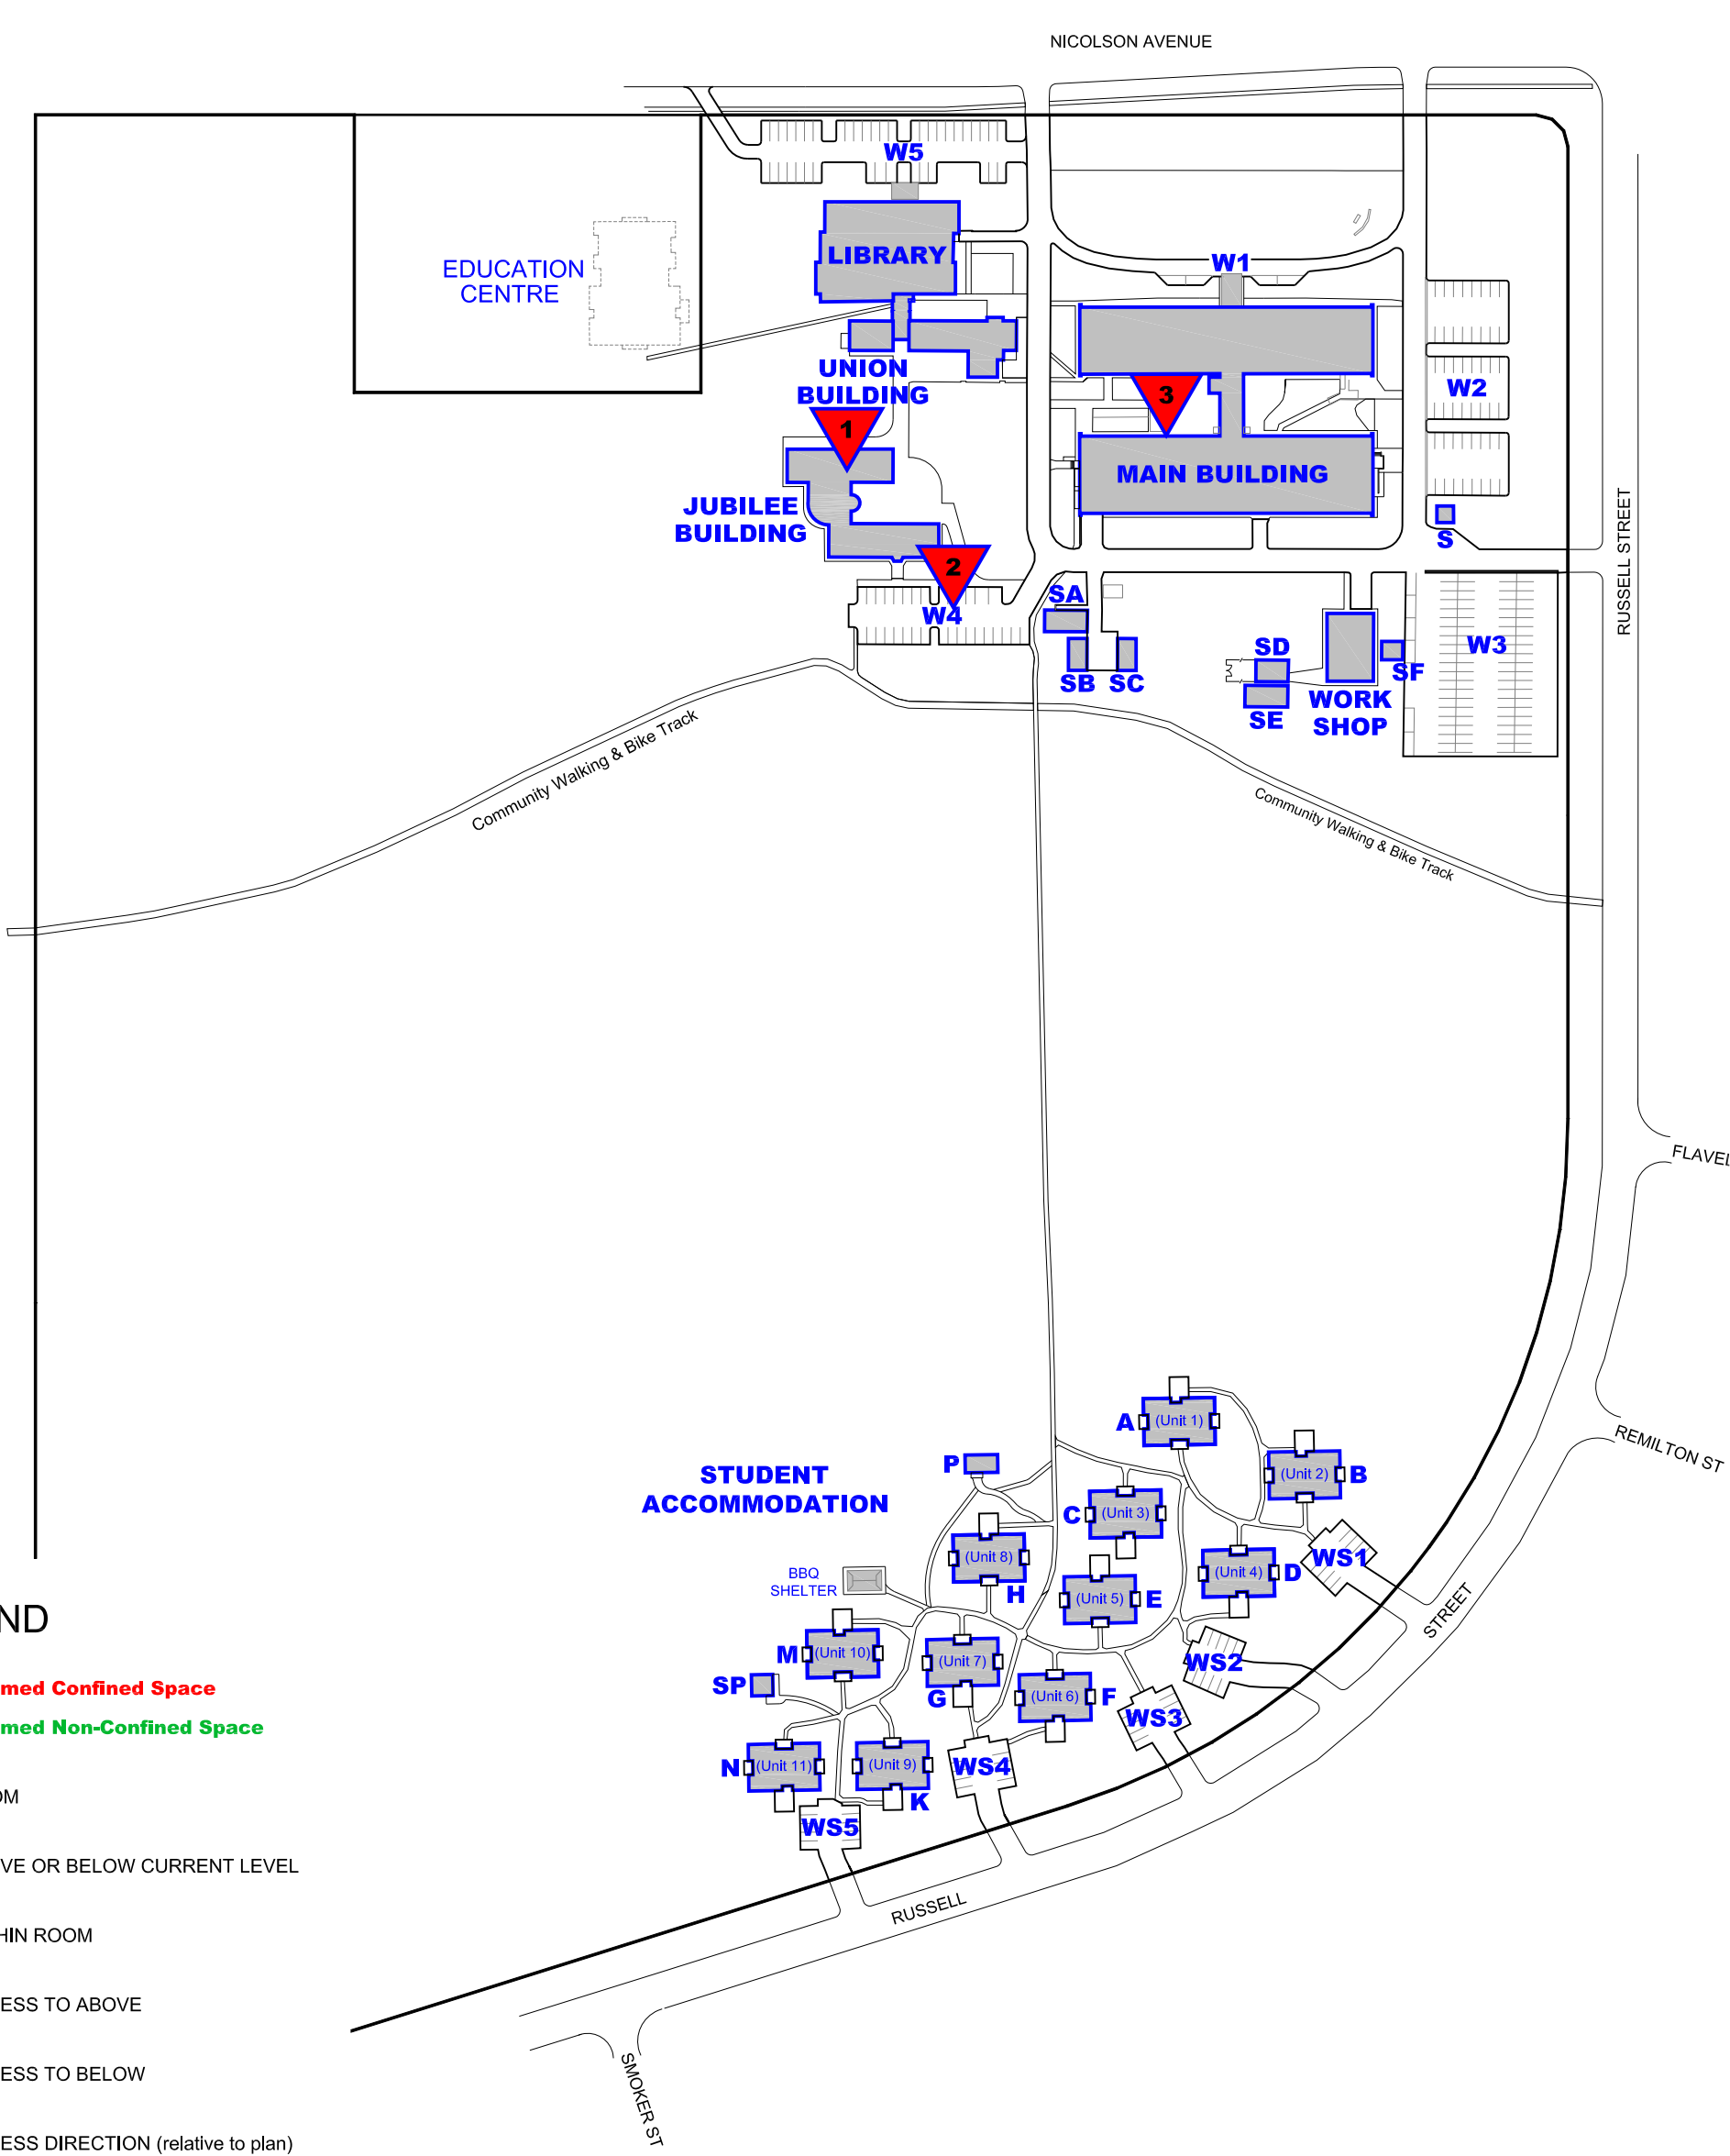 NICOLSON AVENUE
W5
LIBRARY
EDUCATION
CENTRE
W1
UNION
BUILDING
W2
1
3
MAIN BUILDING
JUBILEE
BUILDING
S
RUSSELL STREET
2
W4
SA
SB
SC
SD
SE
SF
WORK
SHOP
W3
Community Walking & Bike Track
Community Walking & Bike Track
FLAVEL
REMILTON ST
A
(Unit 1)
(Unit 2)
B
STUDENT
ACCOMMODATION
P
C
(Unit 3)
WS1
(Unit 8)
H
(Unit 4)
D
BBQ
SHELTER
(Unit 5)
E
STREET
ND
M
(Unit 10)
(Unit 7)
G
WS2
SP
(Unit 6)
F
WS3
med Confined Space
med Non-Confined Space
N
(Unit 11)
(Unit 9)
K
WS4
WS5
OM
VE OR BELOW CURRENT LEVEL
RUSSELL
HIN ROOM
ESS TO ABOVE
SMOKER ST
ESS TO BELOW
ESS DIRECTION (relative to plan)